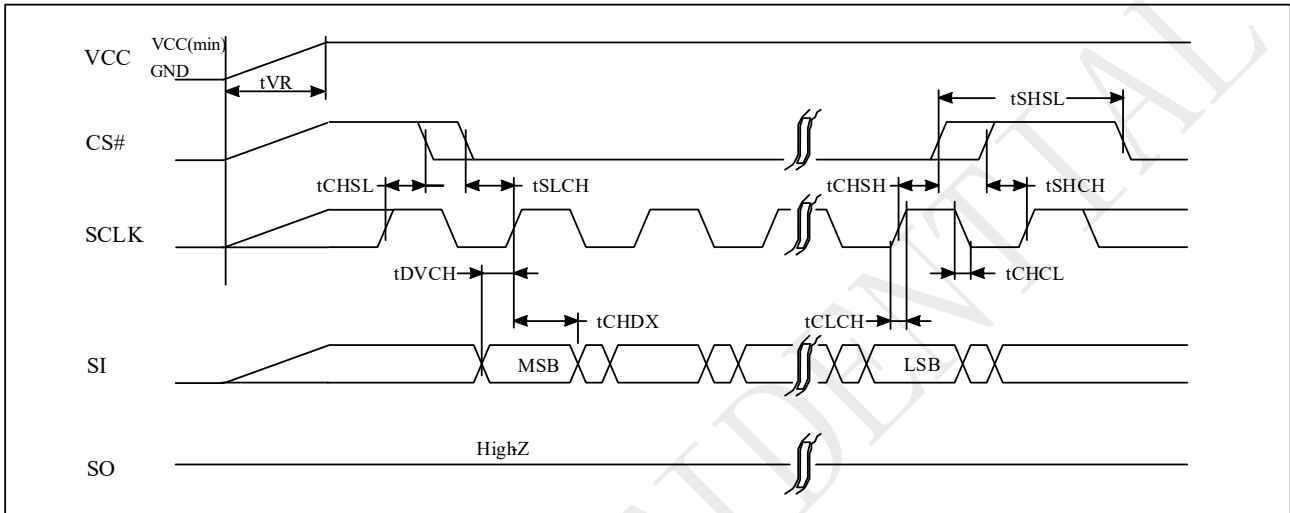 VCC
VCC(min)
GND
tVR
CS#
tSHSL
tCHSL
tSLCH
tCHSH
tSHCH
SCLK
tDVCH
tCHCL
tCHDX
tCLCH
SI
MSB
LSB
High-Z
SO
IDENTIAL